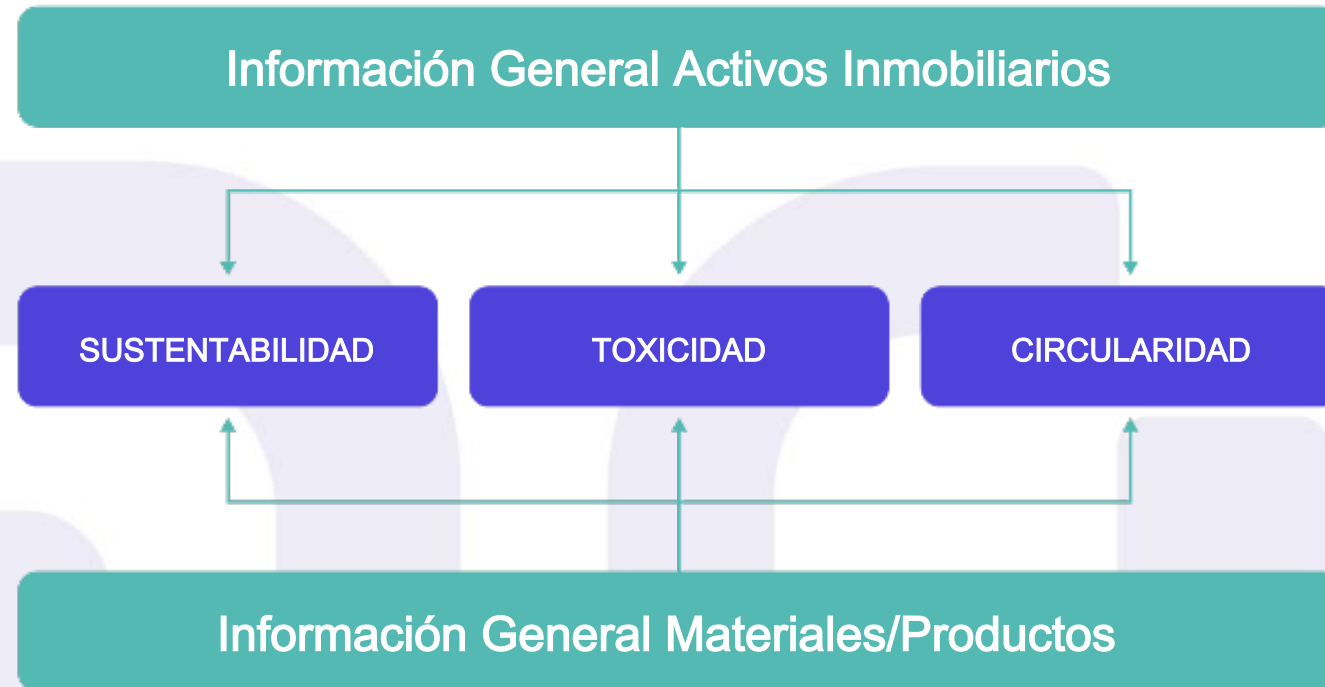 Información General Activos Inmobiliarios
SUSTENTABILIDAD
TOXICIDAD
CIRCULARIDAD
Información General Materiales/Productos